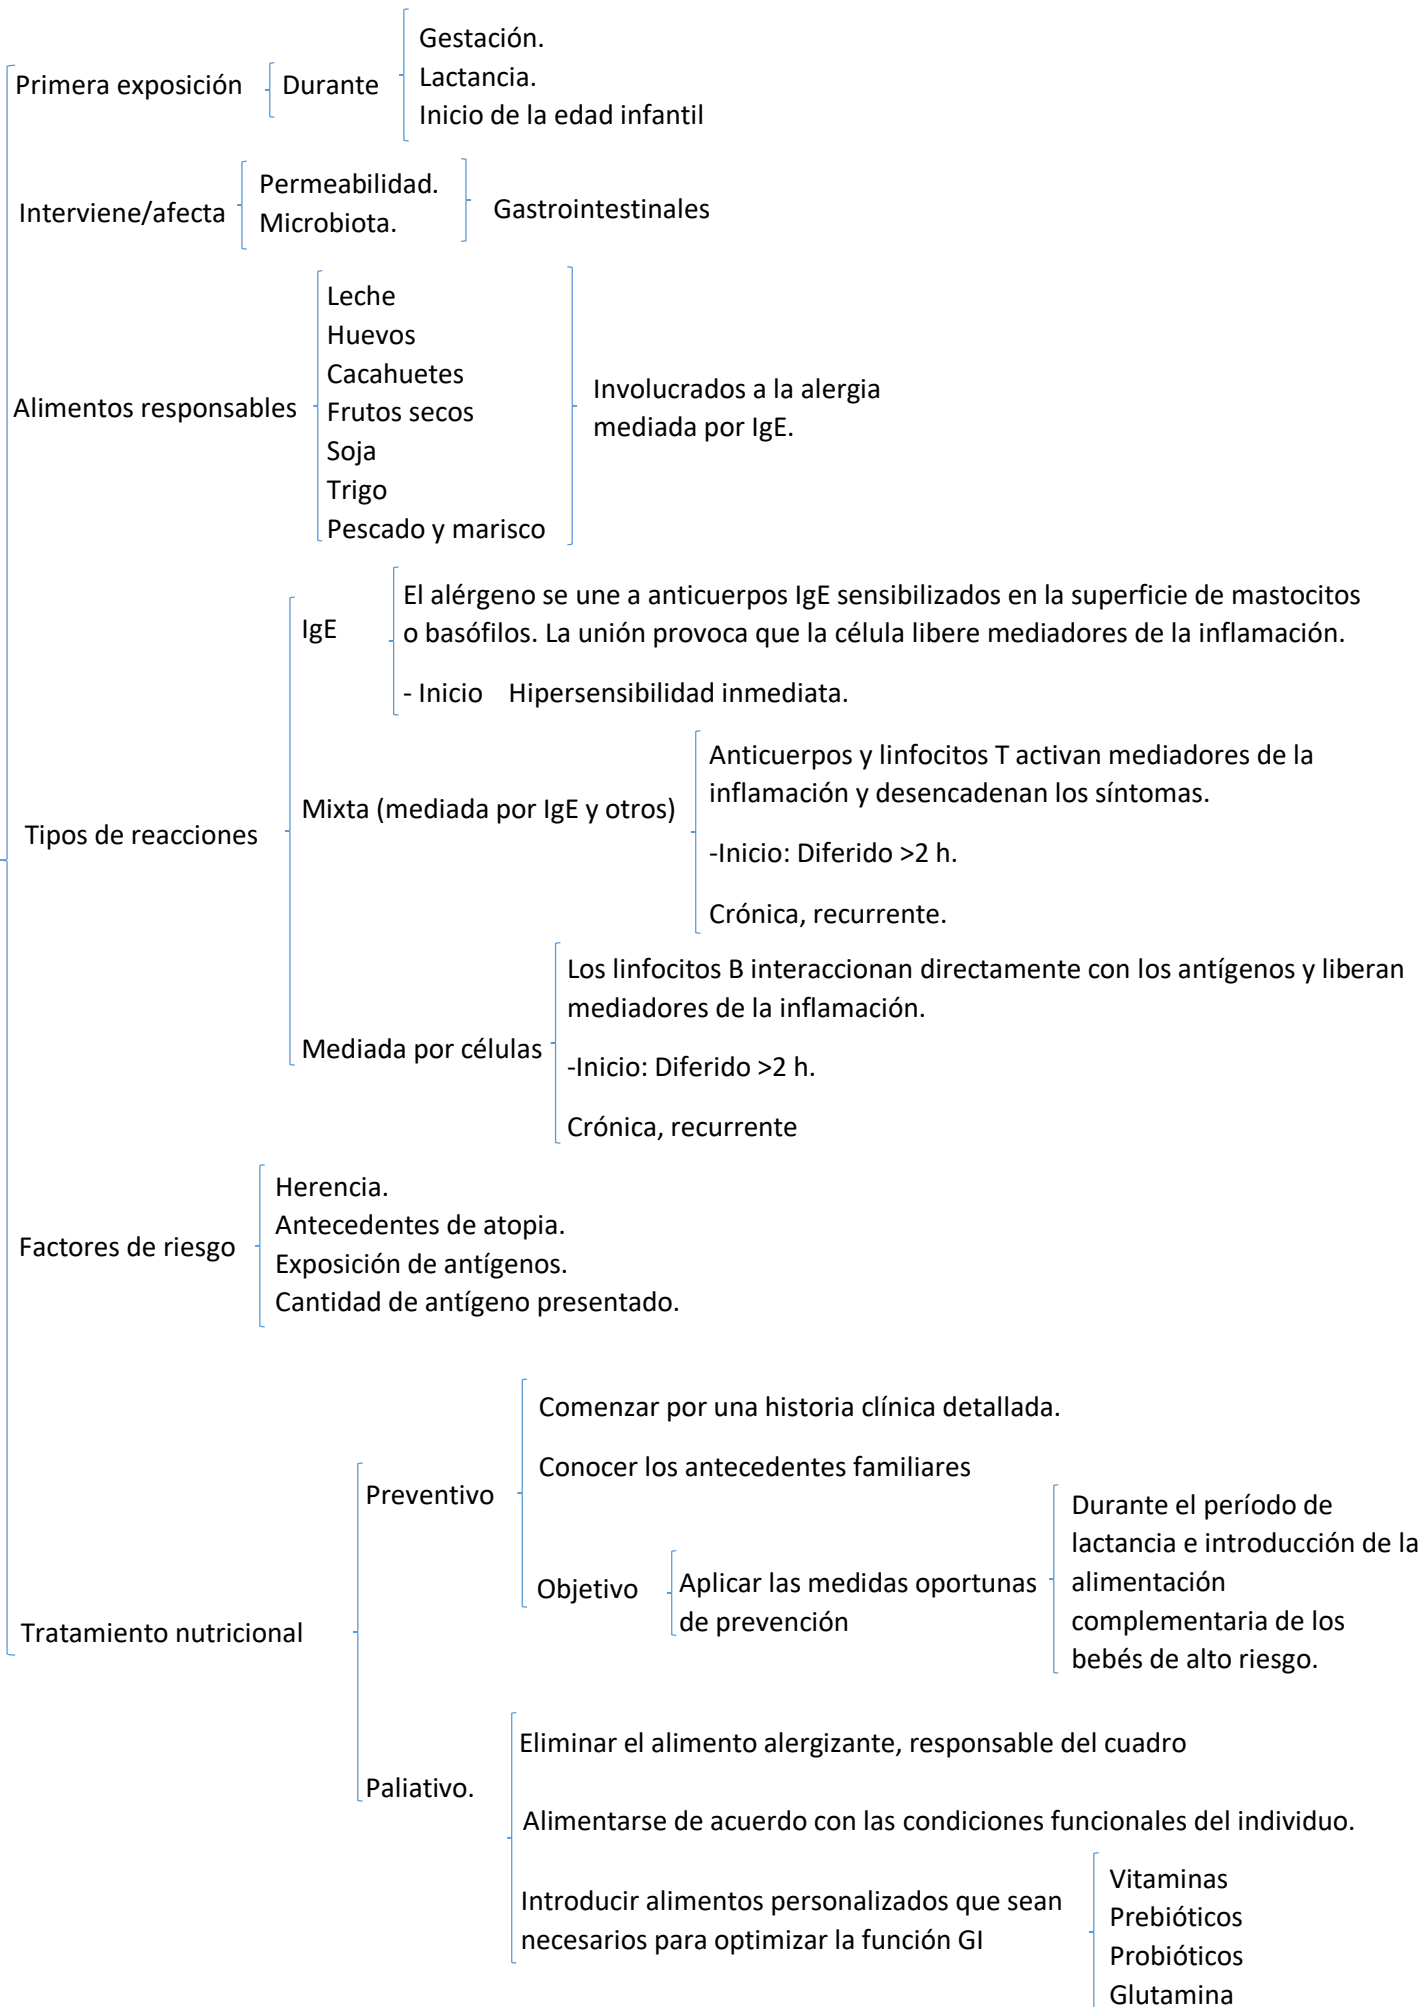 Primera exposición
Durante
Gestación.
Lactancia.
Inicio de la edad infantil
Interviene/afecta
Permeabilidad.
Microbiota.
Gastrointestinales
Alimentos responsables
Leche
Huevos
Cacahuetes
Frutos secos
Soja
Trigo
Pescado y marisco
Involucrados a la alergia
mediada por IgE.
Tipos de reacciones
IgE
El alérgeno se une a anticuerpos IgE sensibilizados en la superficie de mastocitos
o basófilos. La unión provoca que la célula libere mediadores de la inflamación.
- Inicio Hipersensibilidad inmediata.
Mixta (mediada por IgE y otros)
Anticuerpos y linfocitos T activan mediadores de la
inflamación y desencadenan los síntomas.
-Inicio: Diferido >2 h.
Crónica, recurrente.
Mediada por células
Los linfocitos B interaccionan directamente con los antígenos y liberan
mediadores de la inflamación.
-Inicio: Diferido >2 h.
Crónica, recurrente
Factores de riesgo
Herencia.
Antecedentes de atopia.
Exposición de antígenos.
Cantidad de antígeno presentado.
Tratamiento nutricional
Preventivo
Comenzar por una historia clínica detallada.
Conocer los antecedentes familiares
Objetivo
Aplicar las medidas oportunas
de prevención
Durante el período de
lactancia e introducción de la
alimentación
complementaria de los
bebés de alto riesgo.
Paliativo.
Eliminar el alimento alergizante, responsable del cuadro
Alimentarse de acuerdo con las condiciones funcionales del individuo.
Introducir alimentos personalizados que sean
necesarios para optimizar la función GI
Vitaminas
Prebióticos
Probióticos
Glutamina